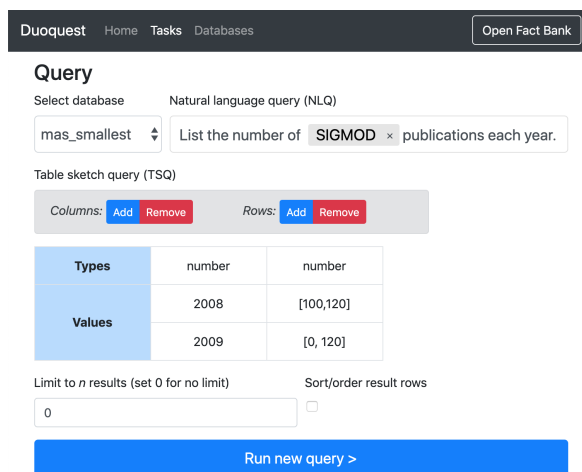 Duoquest Home Tasks Databases Open Fact Bank
Query
Select database Natural language query (NLQ)
mas_smallest List the number of SIGMOD × publications each year.
Table sketch query (TSQ)
Columns: Add Remove Rows: Add Remove
Types number number
Values
2008 [100,120]
2009 [0, 120]
Limit to n results (set 0 for no limit) Sort/order result rows
0
Run new query >